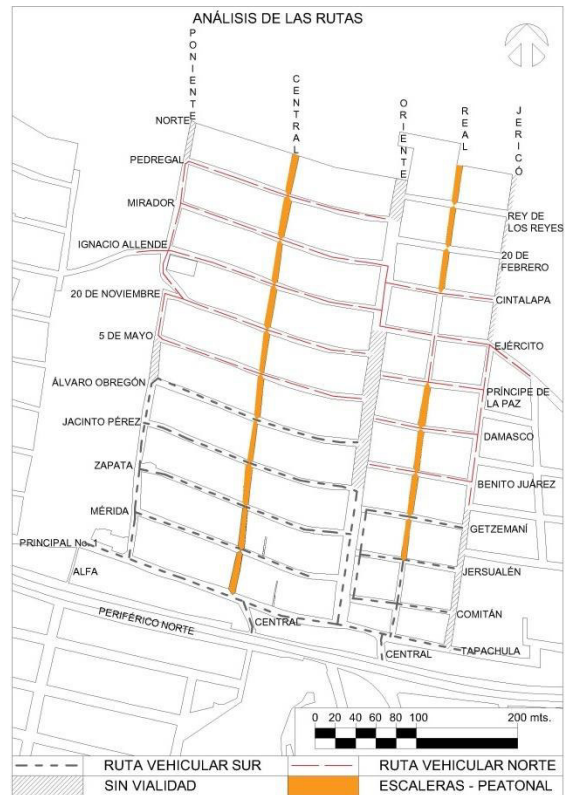 ANÁLISIS DE LAS RUTAS
PONIENTE
CENTRAL
ORIENTE
REAL
JERICÓ
NORTE
PEDREGAL
MIRADOR
IGNACIO ALLENDE
20 DE NOVIEMBRE
5 DE MAYO
ÁLVARO OBREGÓN
JACINTO PÉREZ
ZAPATA
MÉRIDA
PRINCIPAL No. 1
ALFA
PERIFÉRICO NORTE
CENTRAL
CENTRAL
REY DE
LOS REYES
20 DE
FEBRERO
CINTALAPA
EJÉRCITO
PRÍNCIPE DE
LA PAZ
DAMASCO
BENITO JUÁREZ
GETZEMANÍ
JERSUALÉN
COMITÁN
TAPACHULA
0 20 40 60 80 100 200 mts.
RUTA VEHICULAR SUR
RUTA VEHICULAR NORTE
SIN VIALIDAD
ESCALERAS - PEATONAL